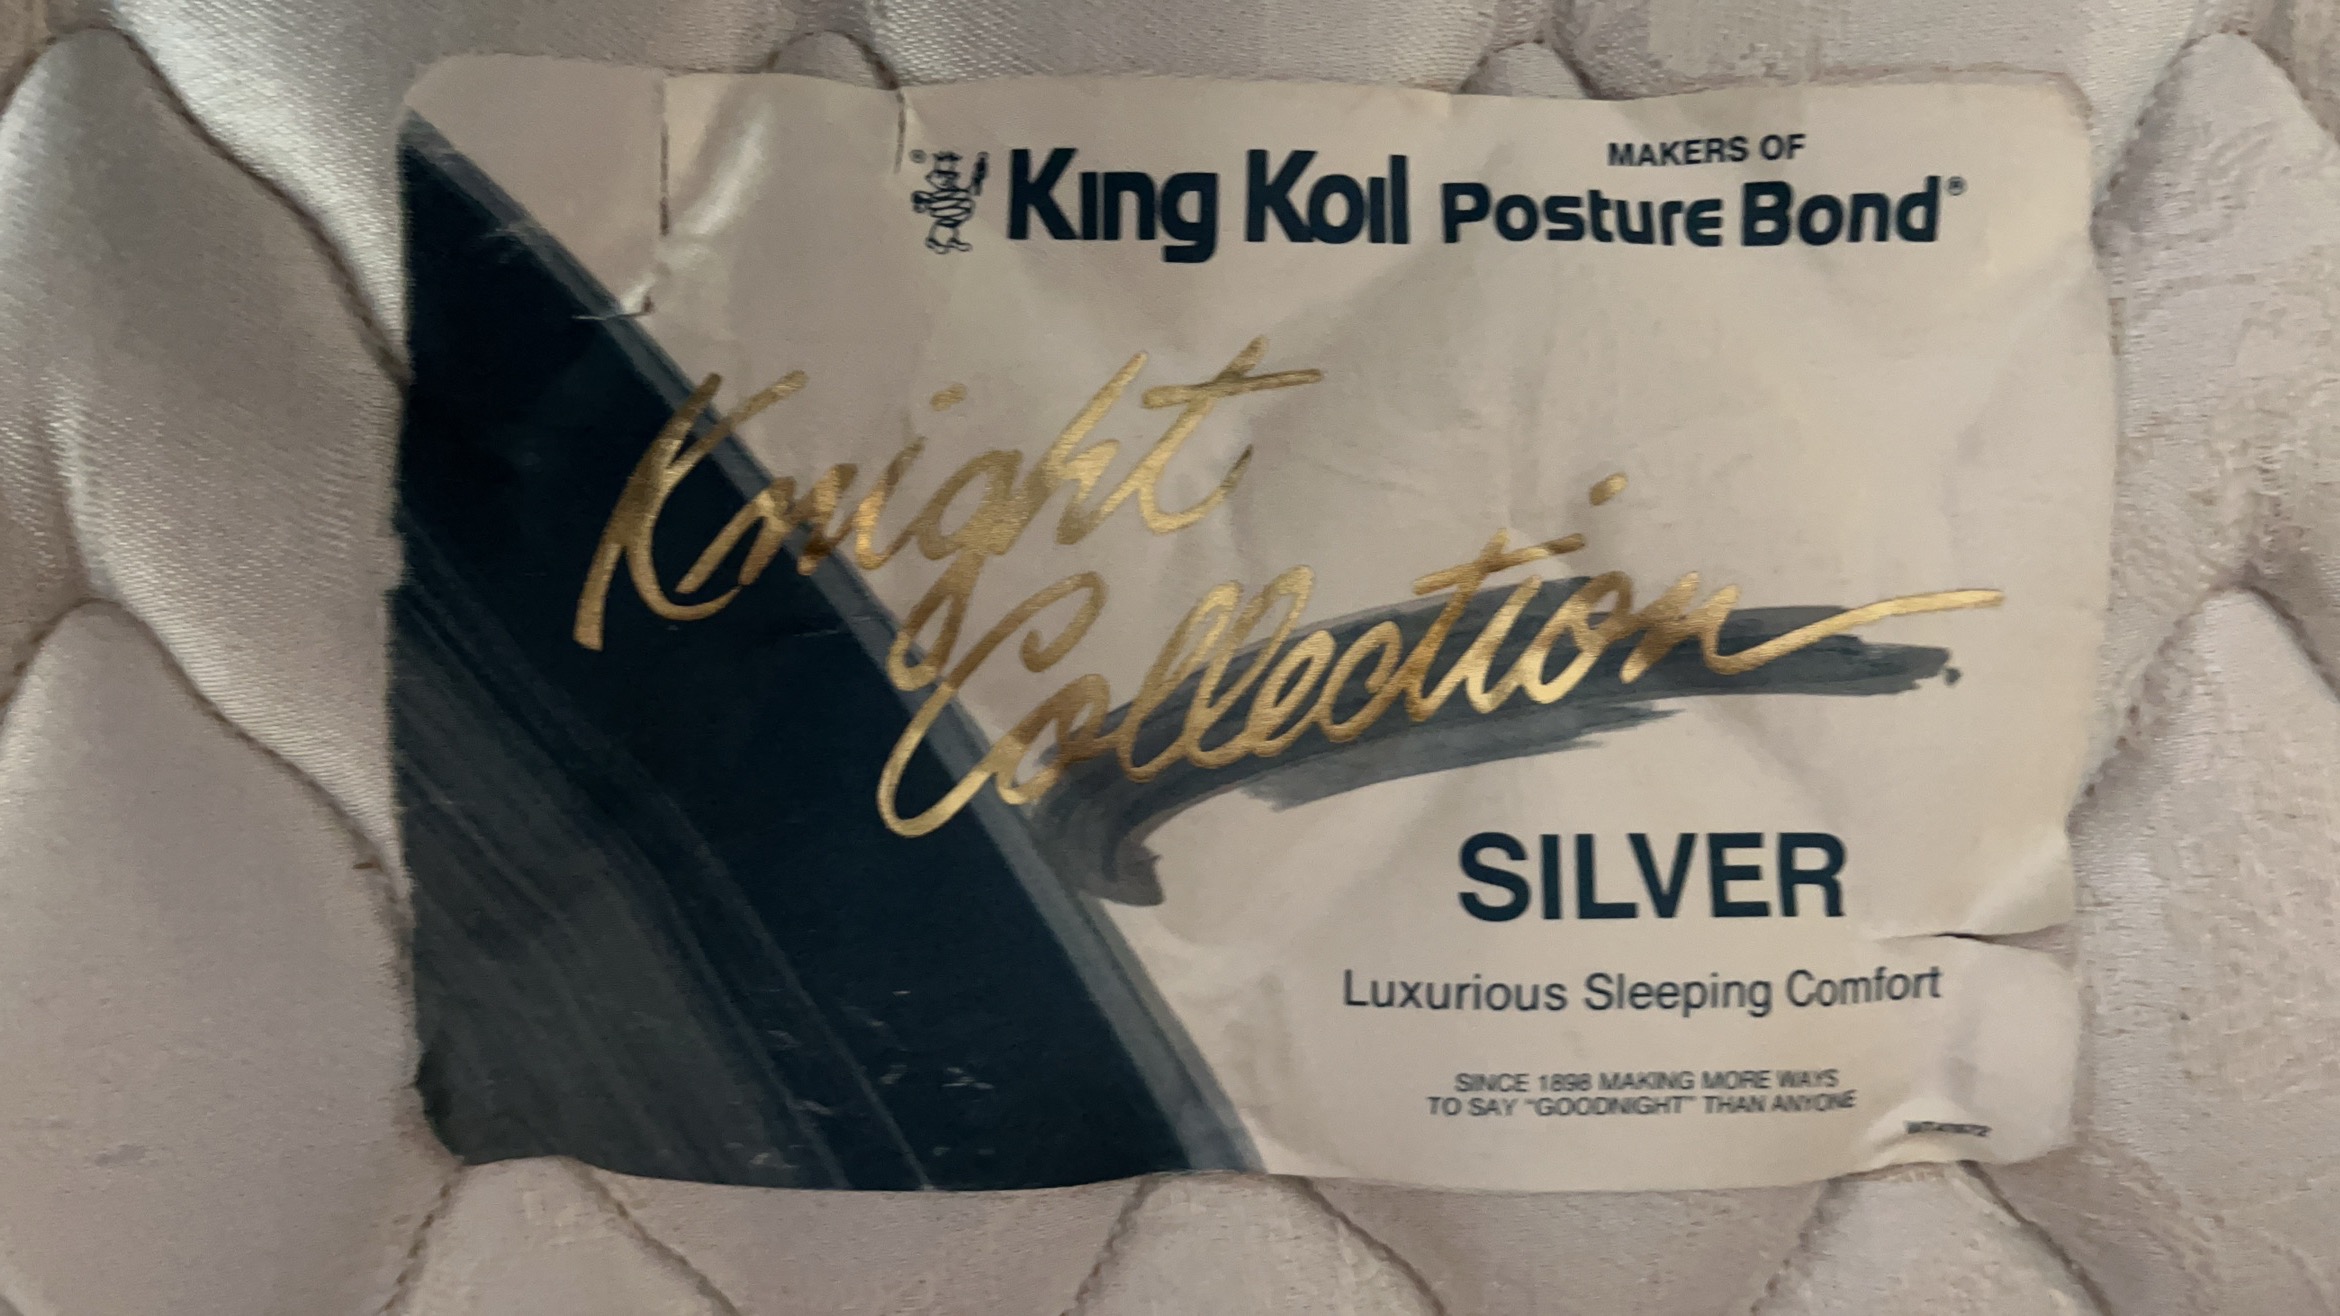 MAKERS OF
King Koil Posture Bond®
Knight
Collection
SILVER
Luxurious Sleeping Comfort
SINCE 1898 MAKING MORE WAYS
TO SAY "GOODNIGHT" THAN ANYONE